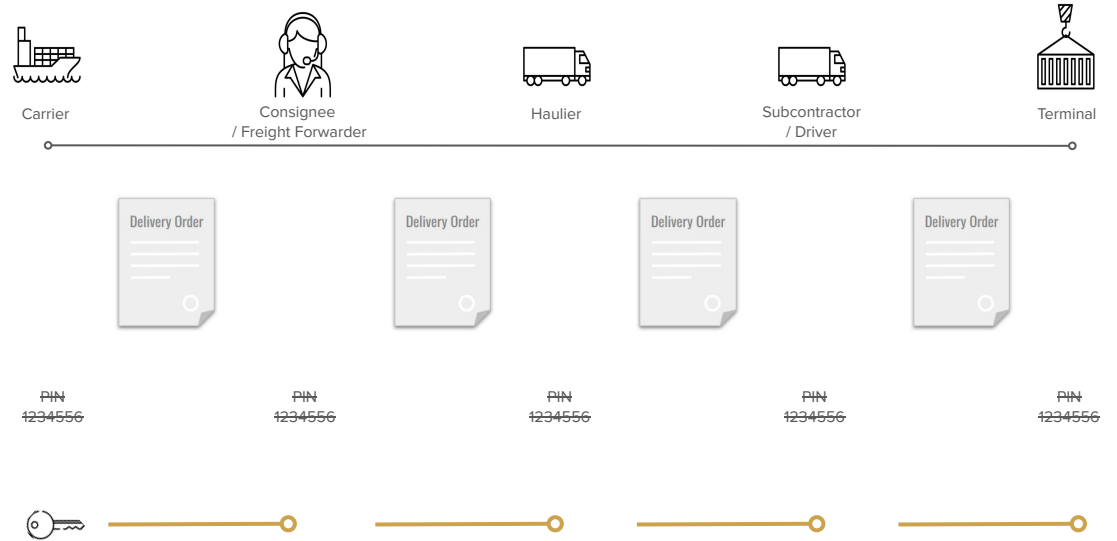 Carrier
Consignee
/ Freight Forwarder
Haulier
Subcontractor
/ Driver
Terminal
Delivery Order
Delivery Order
Delivery Order
Delivery Order
PIN
1234556
PIN
1234556
PIN
1234556
PIN
1234556
PIN
1234556